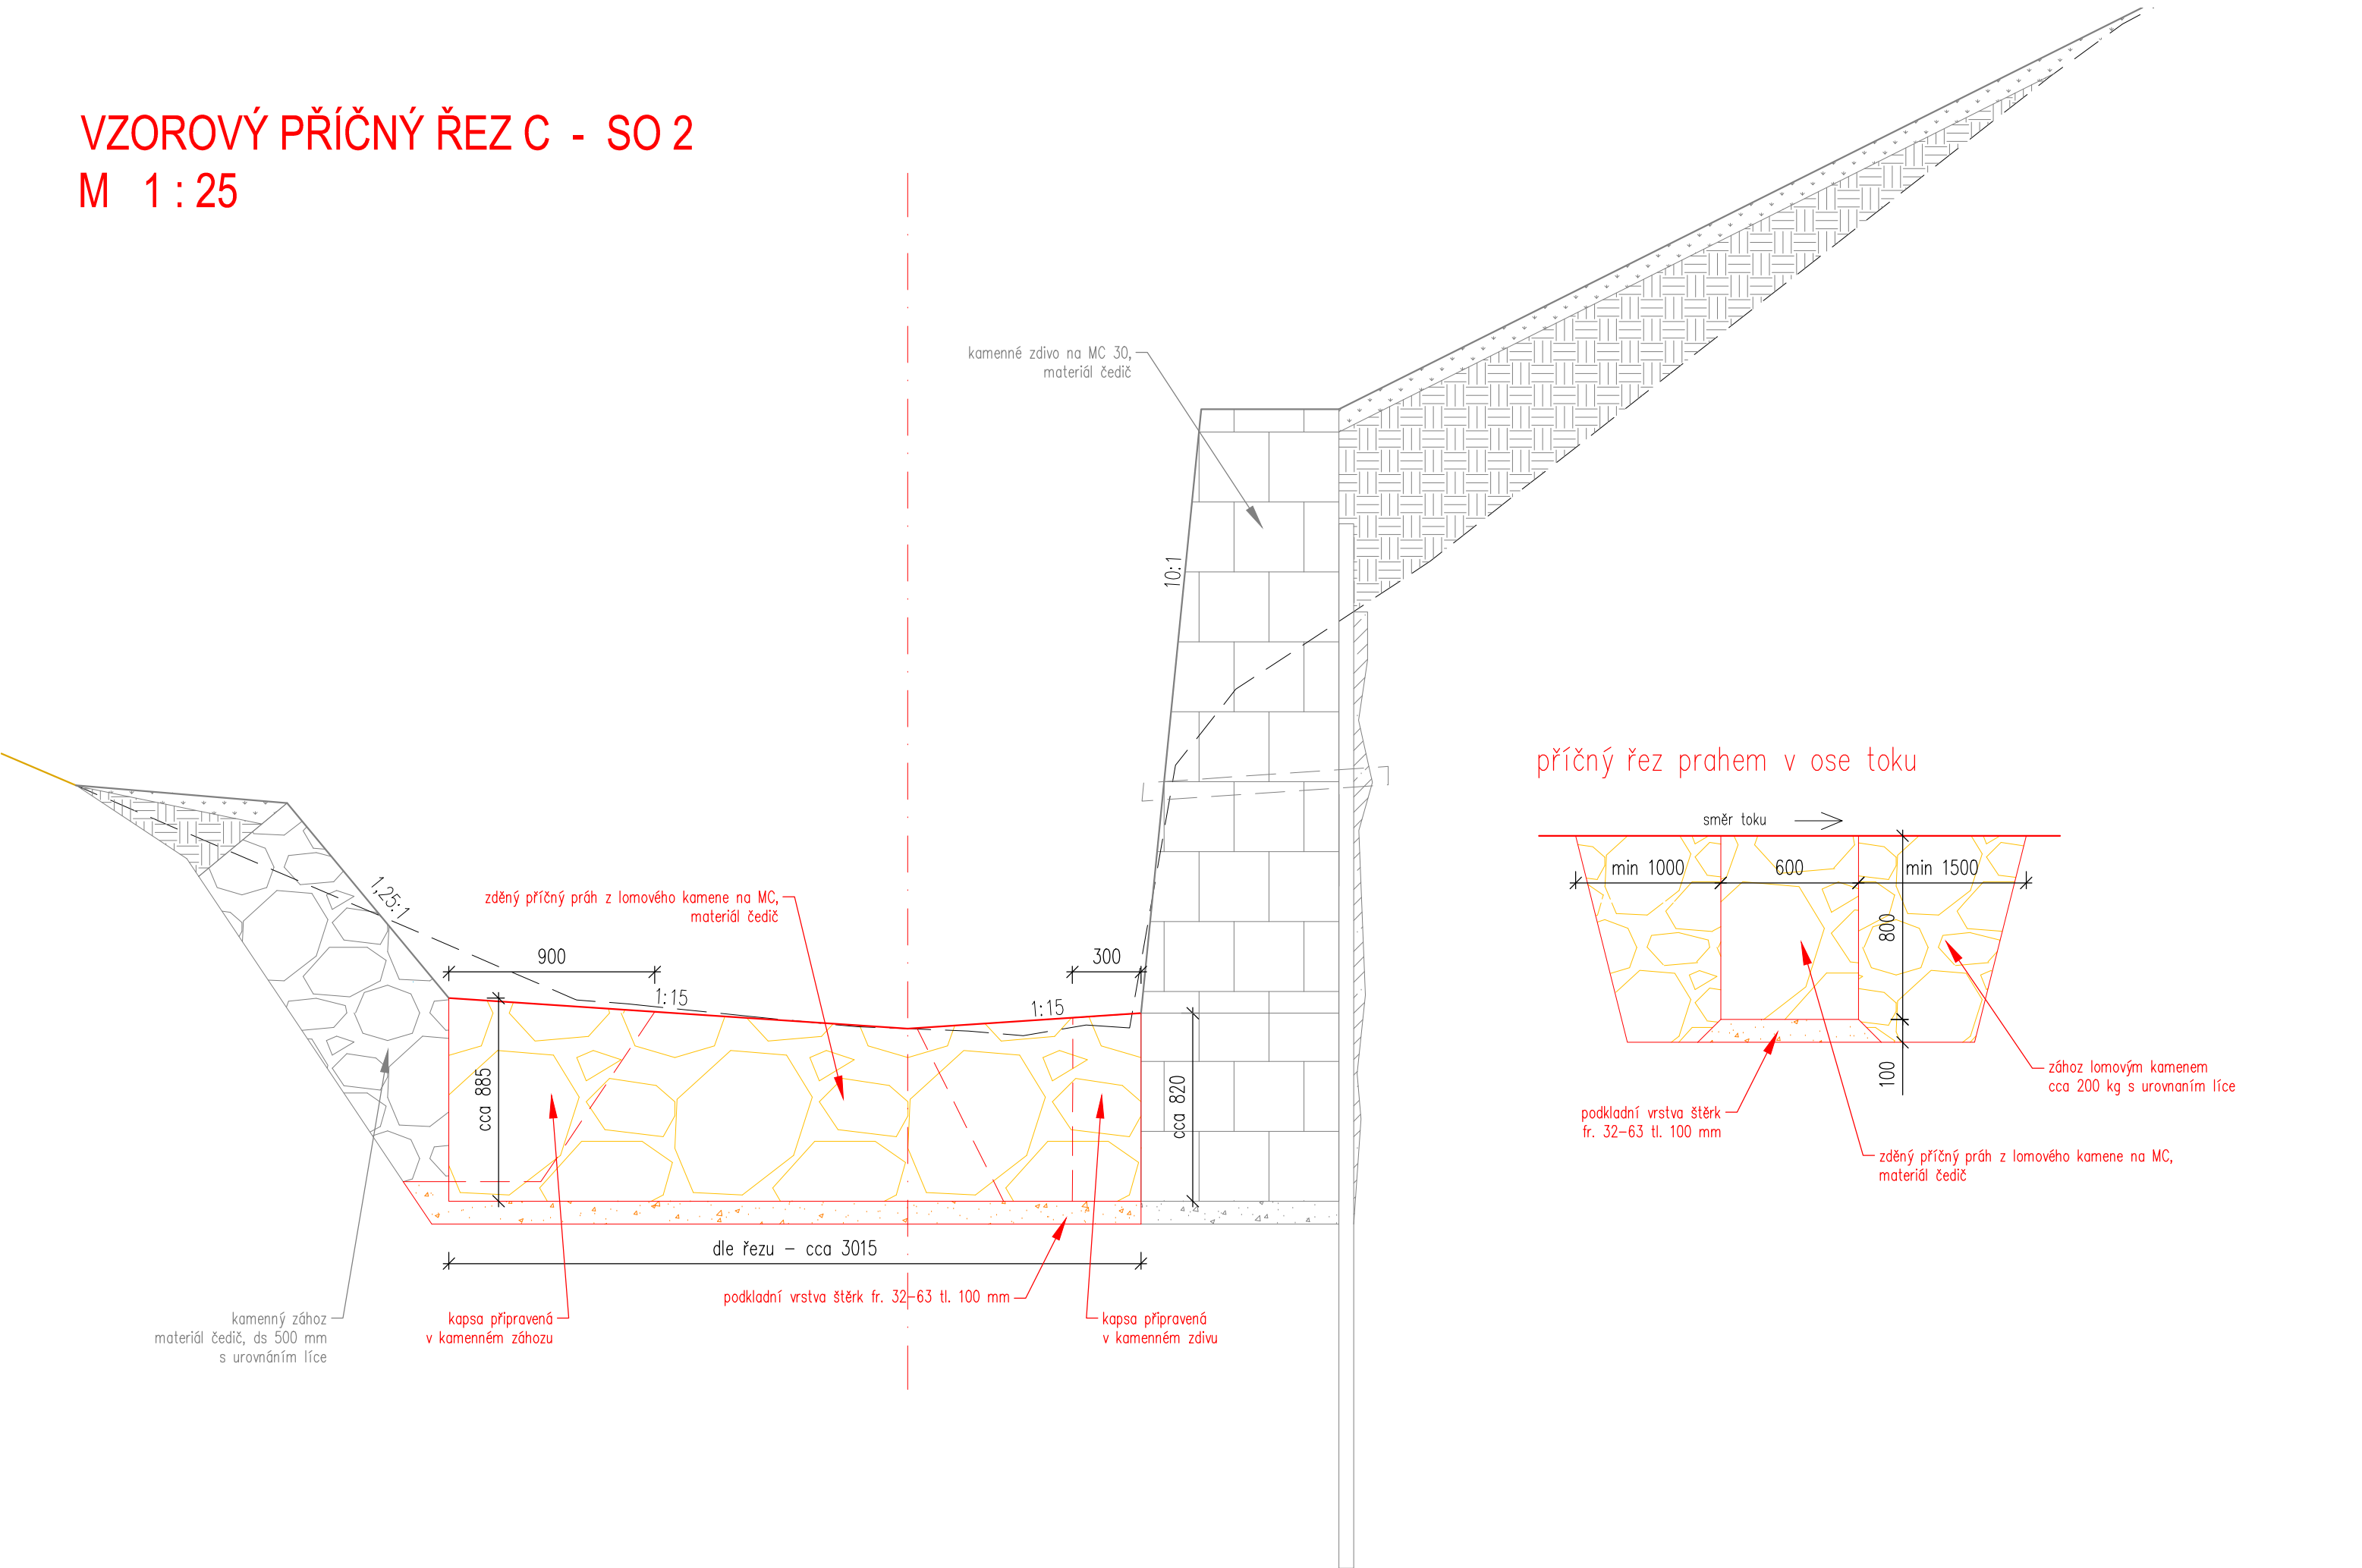 VZOROVÝ PŘÍČNÝ ŘEZ C - SO 2
M 1 : 25
kamenné zdivo na MC 30,
materiál čedič
10:1
příčný řez prahem v ose toku
směr toku
min 1000
600
min 1500
800
100
zához lomovým kamenem
cca 200 kg s urovnaním líce
podkladní vrstva štěrk
fr. 32-63 tl. 100 mm
zděný příčný práh z lomového kamene na MC,
materiál čedič
1,25:1
zděný příčný práh z lomového kamene na MC,
materiál čedič
900
300
1:15
1:15
cca 885
cca 820
dle řezu - cca 3015
podkladní vrstva štěrk fr. 32-63 tl. 100 mm
kamenný zához
materiál čedič, ds 500 mm
s urovnáním líce
kapsa připravená
v kamenném záhozu
kapsa připravená
v kamenném zdivu